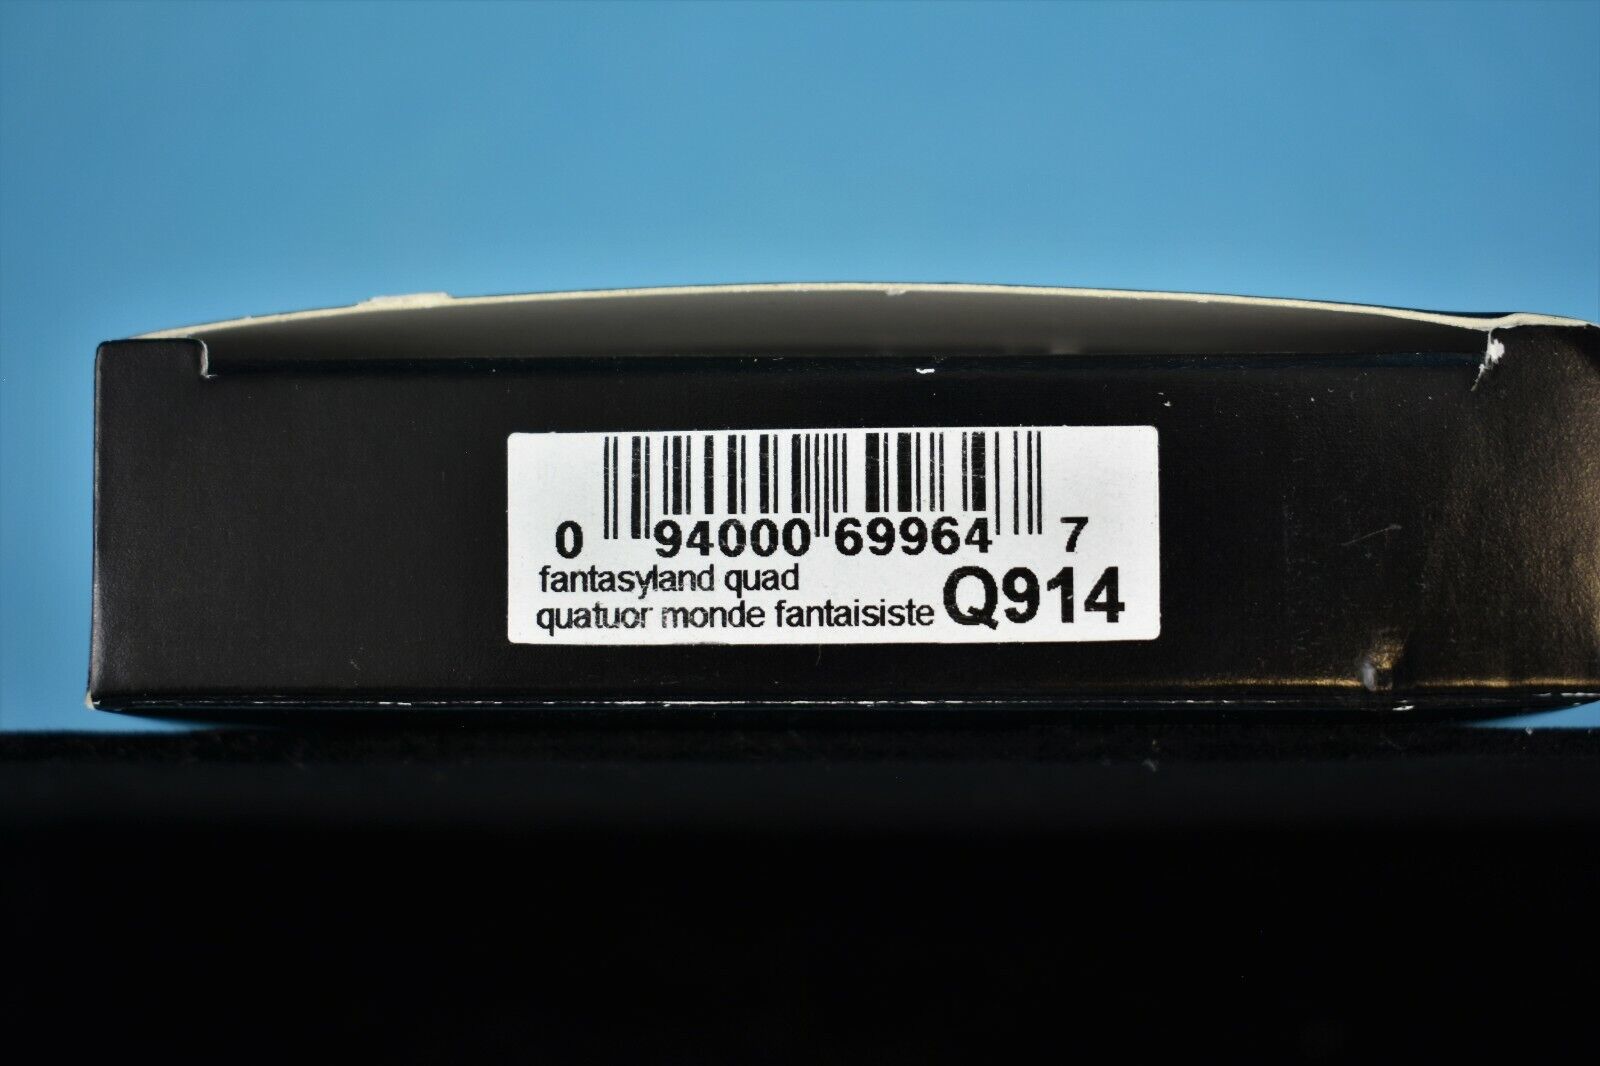 0 94000 69964 7
fantasyland quad
quatuor monde fantaisiste Q914